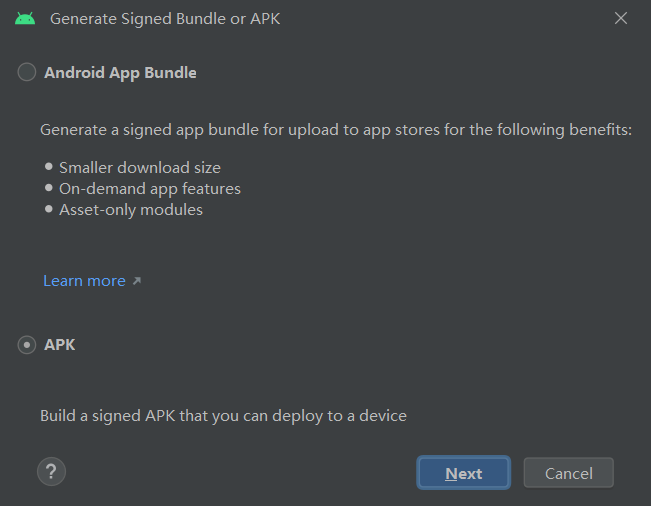 Generate Signed Bundle or APK
Android App Bundle
Generate a signed app bundle for upload to app stores for the following benefits:
• Smaller download size
• On-demand app features
• Asset-only modules
Learn more ↗
APK
Build a signed APK that you can deploy to a device
? Next Cancel